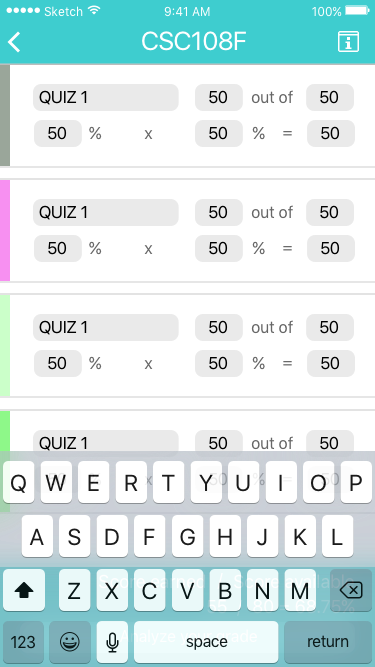 Sketch 9:41 AM 100%
CSC108F
QUIZ 1 50 out of 50
50 % x 50 % = 50
QUIZ 1 50 out of 50
50 % x 50 % = 50
QUIZ 1 50 out of 50
50 % x 50 % = 50
QUIZ 1 50 out of 50
Q W E R T Y U I O P
A S D F G H J K L
Z X C V B N M
123 space return